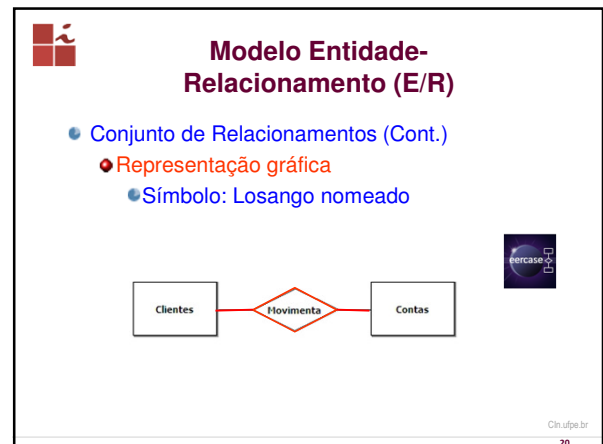 Modelo Entidade-
Relacionamento (E/R)
Conjunto de Relacionamentos (Cont.)
Representação gráfica
Símbolo: Losango nomeado
eercase
Clientes
Movimenta
Contas
CIn.ufpe.br
20